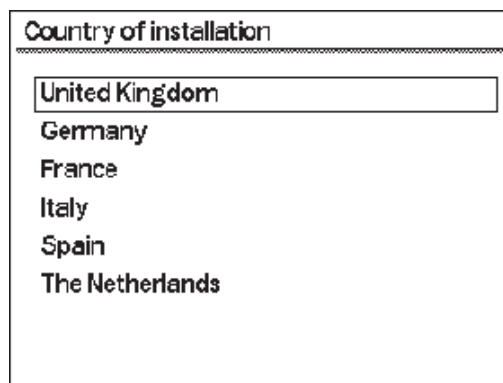 Country of installation
United Kingdom
Germany
France
Italy
Spain
The Netherlands